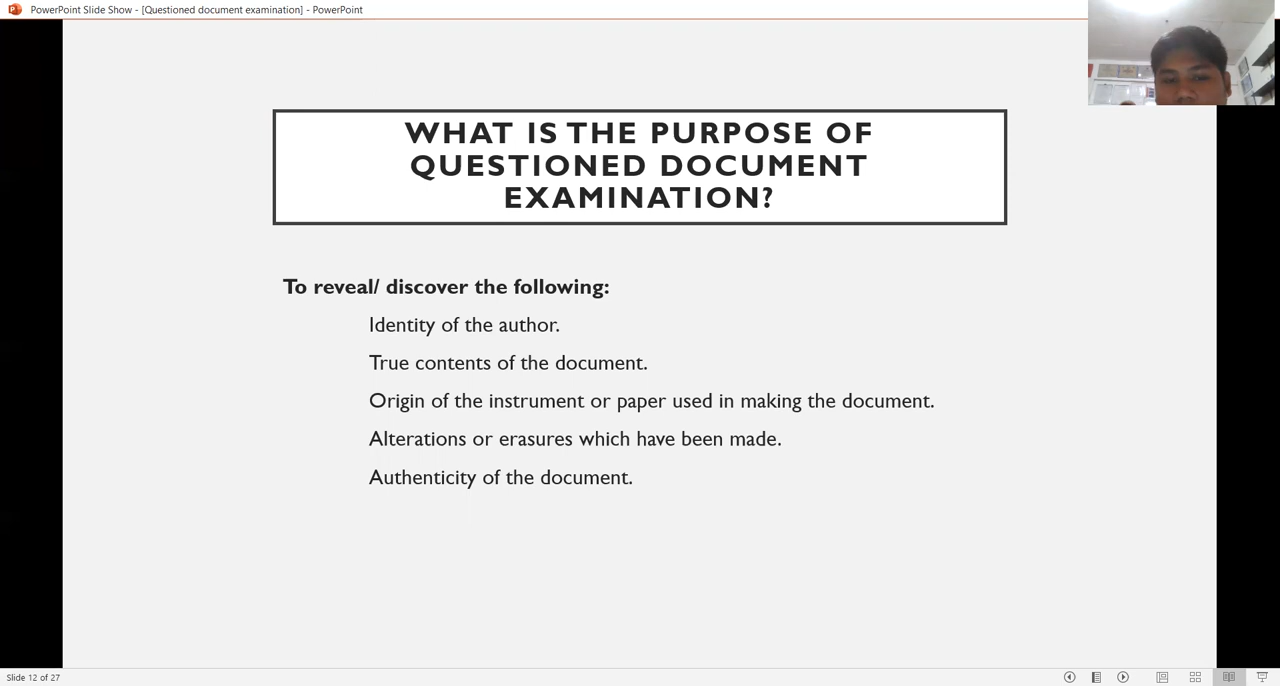 PowerPoint Slide Show - [Questioned document examination] - PowerPoint
WHAT IS THE PURPOSE OF
QUESTIONED DOCUMENT
EXAMINATION?
To reveal/ discover the following:
Identity of the author.
True contents of the document.
Origin of the instrument or paper used in making the document.
Alterations or erasures which have been made.
Authenticity of the document.
Slide 12 of 27